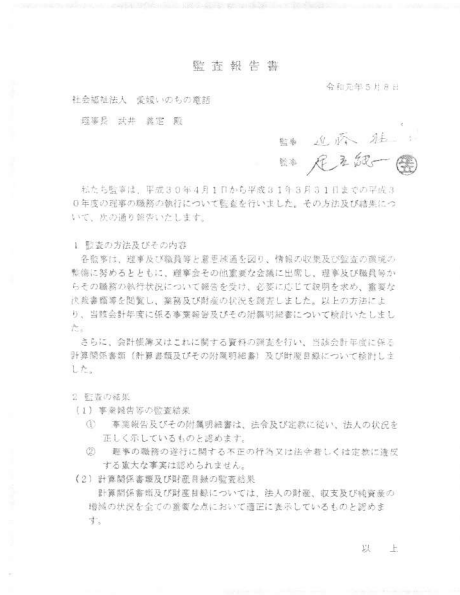 監査報告書
令和元年5月8日
社会福祉法人 愛媛いのちの電話
理事長 武井 殿
監事
監事
私たち監事は、平成30年4月1日から平成31年3月31日までの平成3
0年度の理事の職務の執行について監査を行いました。その方法及び結果につ
いて、次の通り報告いたします。
1 監査の方法及びその内容
各監事は、理事及び職員等と意思疎通を図り、情報の収集及び監査の環境の
整備に努めるとともに、理事会その他重要な会議に出席し、理事及び職員等か
らその職務の執行状況について報告を受け、必要に応じて説明を求め、重要な
決裁書類等を閲覧し、業務及び財産の状況を調査しました。以上の方法によ
り、当該会計年度に係る事業報告及びその附属明細書について検討いたしまし
た。
さらに、会計帳簿又はこれに関する資料の調査を行い、当該会計年度に係る
計算関係書類(計算書類及びその附属明細書)及び財産目録について検討しま
した。
2 監査の結果
(1)事業報告等の監査結果
① 事業報告及びその附属明細書は、法令及び定款に従い、法人の状況を
正しく示しているものと認めます。
② 理事の職務の遂行に関する不正の行為又は法令若しくは定款に違反
する重大な事実は認められません。
(2)計算関係書類及び財産目録の監査結果
計算関係書類及び財産目録については、法人の財産、収支及び純資産の
増減の状況を全ての重要な点において適正に表示しているものと認めま
す。
以 上